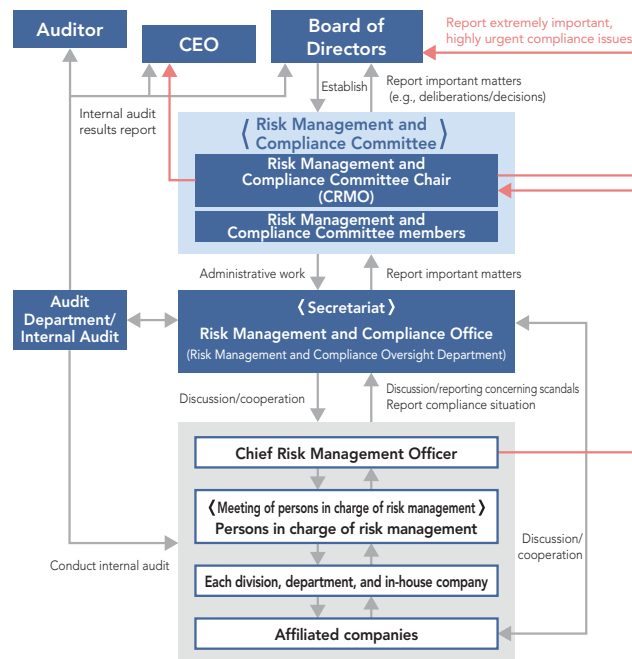 Auditor
CEO
Board of
Directors
Report extremely important,
highly urgent compliance issues
Internal audit
results report
Establish
Report important matters
(e.g., deliberations/decisions)
〈 Risk Management and
Compliance Committee 〉
Risk Management and
Compliance Committee Chair
(CRMO)
Risk Management and
Compliance Committee members
Administrative work
Report important matters
Audit
Department/
Internal Audit
〈 Secretariat 〉
Risk Management and Compliance Office
(Risk Management and Compliance Oversight Department)
Discussion/cooperation
Discussion/reporting concerning scandals
Report compliance situation
Chief Risk Management Officer
〈 Meeting of persons in charge of risk management 〉
Persons in charge of risk management
Discussion/
cooperation
Conduct internal audit
Each division, department, and in-house company
Affiliated companies